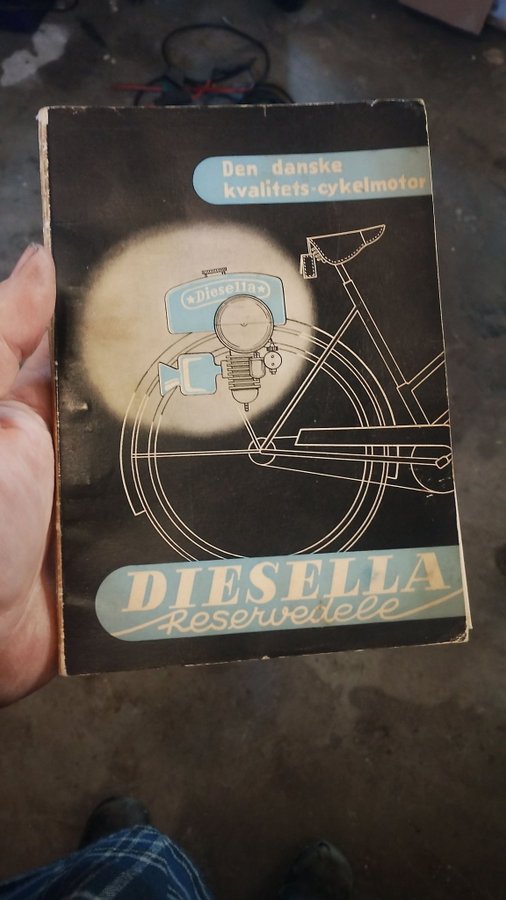 Den danske
kvalitets-cykelmotor
★Diesella★
DIESELLA
Reservedele